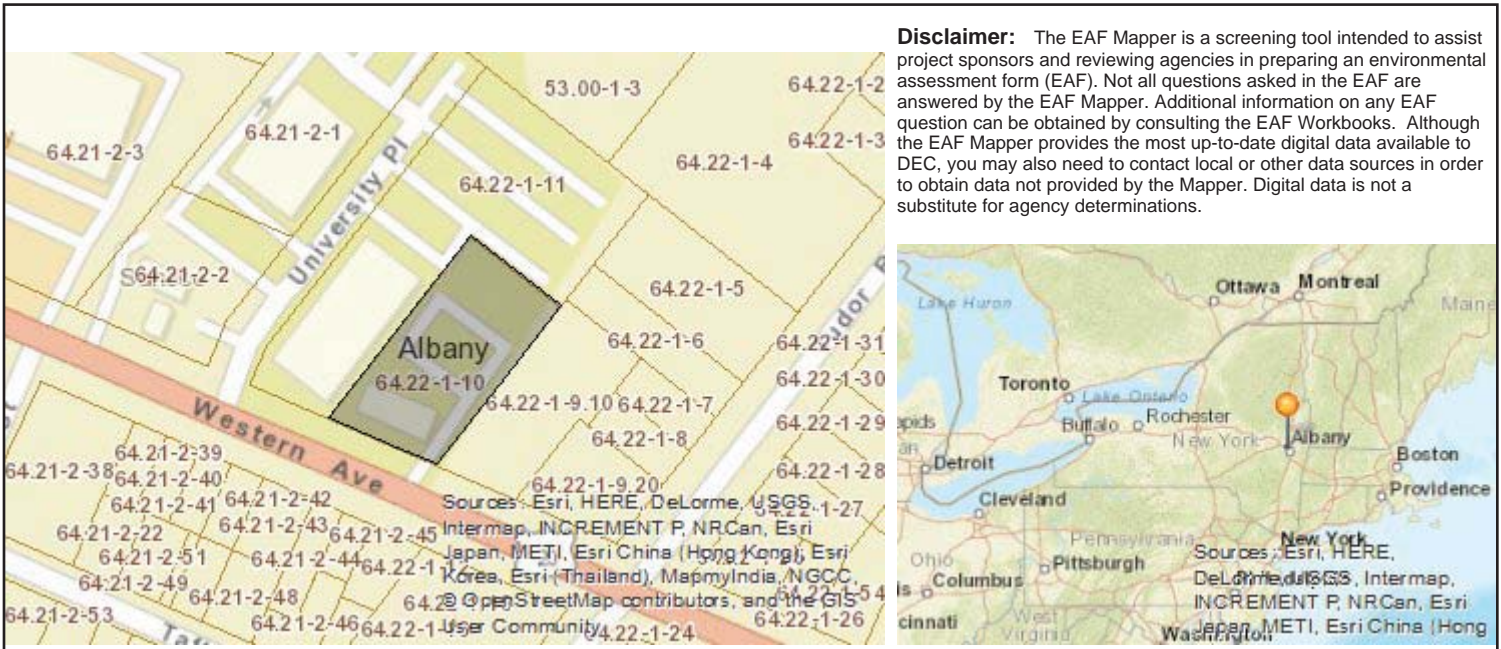 Disclaimer: The EAF Mapper is a screening tool intended to assist
project sponsors and reviewing agencies in preparing an environmental
assessment form (EAF). Not all questions asked in the EAF are
answered by the EAF Mapper. Additional information on any EAF
question can be obtained by consulting the EAF Workbooks. Although
the EAF Mapper provides the most up-to-date digital data available to
DEC, you may also need to contact local or other data sources in order
to obtain data not provided by the Mapper. Digital data is not a
substitute for agency determinations.
53.00-1-3
64.22-1-2
64.21-2-1
64.22-1-3
64.21-2-3
64.22-1-4
64.22-1-11
University Pl
64.21-2-2
64.22-1-5
64.22-1-6
64.22-1-31
Albany
64.22-1-10
64.22-1-30
64.22-1-9.10
64.22-1-7
64.22-1-29
Western Ave
64.22-1-8
64.21-2-39
64.21-2-38
64.21-2-40
64.22-1-28
64.22-1-9.20
64.21-2-41
64.21-2-42
64.21-2-22
64.21-2-43
64.21-2-45
64.21-2-51
64.21-2-44
64.21-2-49
64.21-2-48
64.21-2-53
64.21-2-46
64.22-1-24
64.22-1-26
Sources: Esri, HERE, DeLorme, USGS,
Intermap, INCREMENT P, NRCan, Esri
Japan, METI, Esri China (Hong Kong), Esri
Korea, Esri (Thailand), MapmyIndia, NGCC,
© OpenStreetMap contributors, and the GIS
User Community
Ottawa
Montreal
Lake Huron
Maine
Toronto
Lake Ontario
Rochester
Buffalo
New York
Albany
Detroit
Boston
Cleveland
Providence
Pennsylvania
New York
Ohio
Pittsburgh
Columbus
West
Virginia
Washington
Sources: Esri, HERE,
DeLorme, USGS, Intermap,
INCREMENT P, NRCan, Esri
Japan, METI, Esri China (Hong